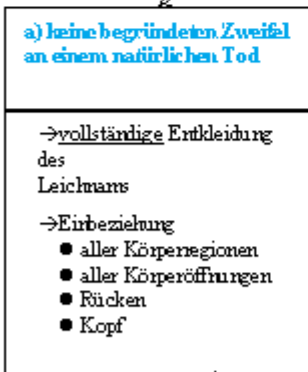 a) keine begründeten Zweifel
an einem natürlichen Tod
→vollständige Entkleidung
des
Leichnams
→Einbeziehung
● aller Körperregionen
● aller Körperöffnungen
● Rücken
● Kopf